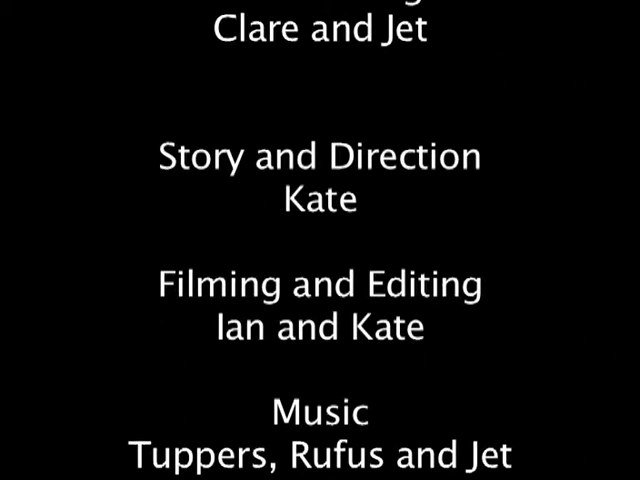 Clare and Jet
Story and Direction
Kate
Filming and Editing
Ian and Kate
Music
Tuppers, Rufus and Jet